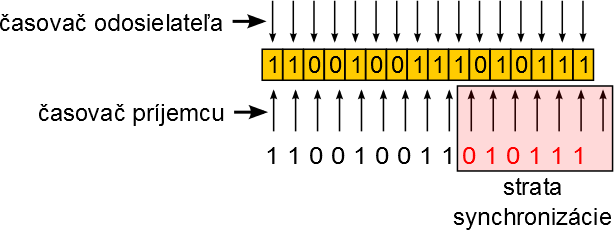 časovač odosielateľa
1 1 0 0 1 0 0 1 1 1 0 1 0 1 1 1
časovač príjemcu
1 1 0 0 1 0 0 1 1 0 1 0 1 1 1
strata
synchronizácie